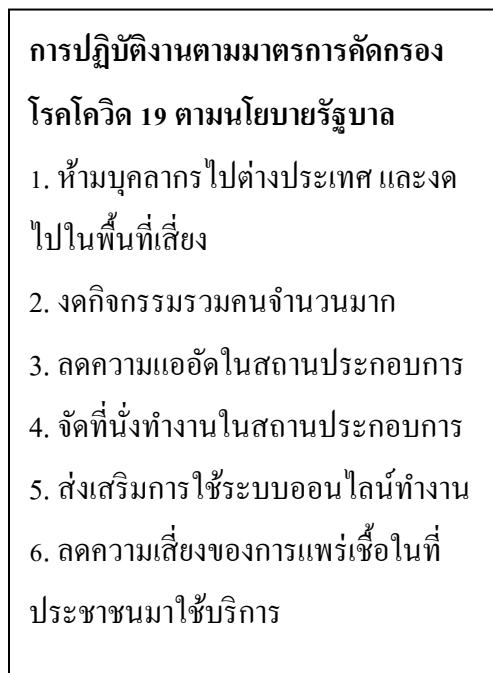 การปฏิบัติงานตามมาตรการคัดกรอง
โรคโควิด 19 ตามนโยบายรัฐบาล
1. ห้ามบุคลากรไปต่างประเทศ และงด
ไปในพื้นที่เสี่ยง
2. งดกิจกรรมรวมคนจำนวนมาก
3. ลดความแออัดในสถานประกอบการ
4. จัดที่นั่งทำงานในสถานประกอบการ
5. ส่งเสริมการใช้ระบบออนไลน์ทำงาน
6. ลดความเสี่ยงของการแพร่เชื้อในที่
ประชาชนมาใช้บริการ